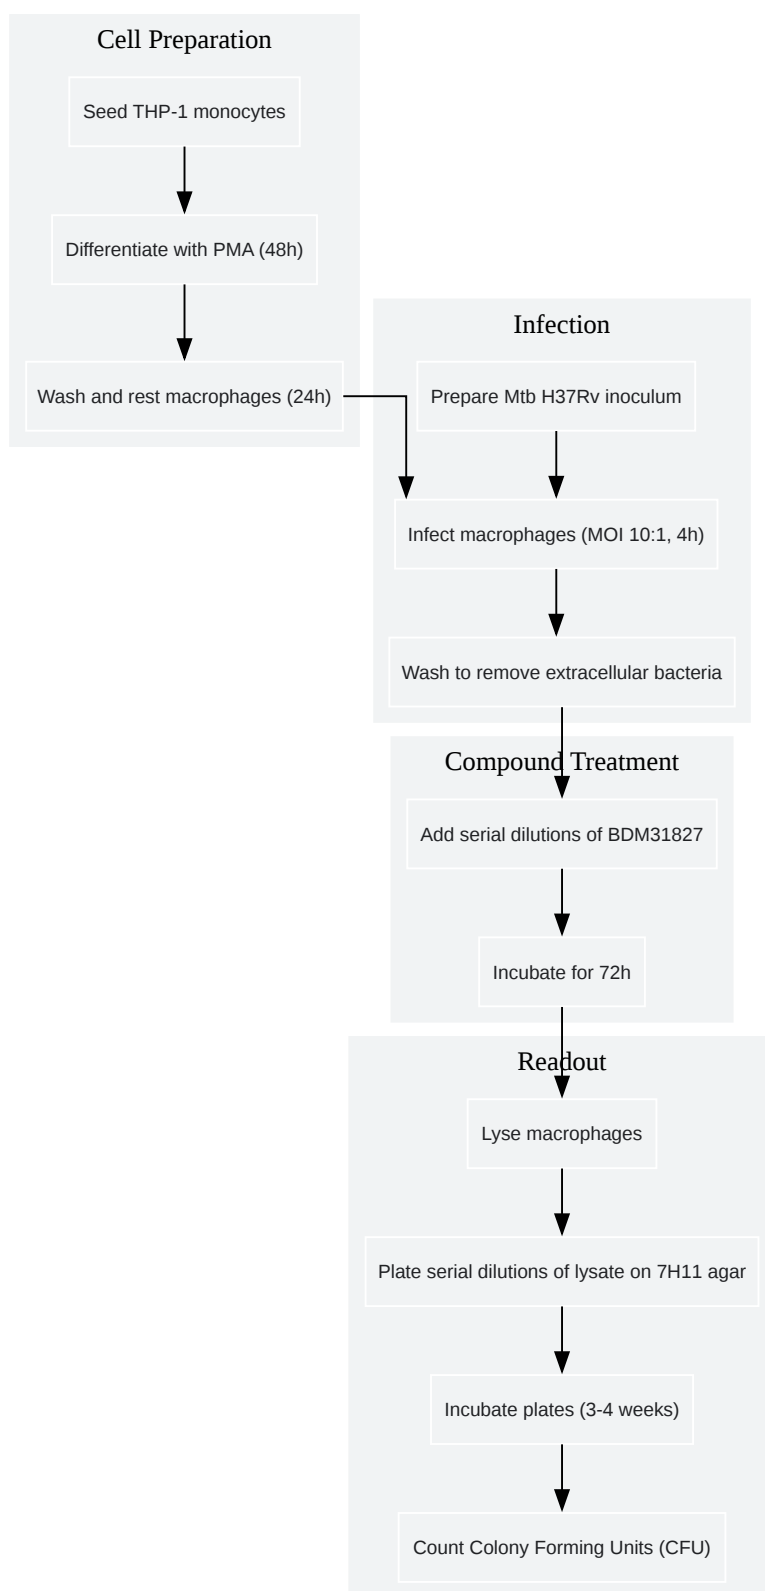 Cell Preparation
Seed THP-1 monocytes
Differentiate with PMA (48h)
Wash and rest macrophages (24h)
Infection
Prepare Mtb H37Rv inoculum
Infect macrophages (MOI 10:1, 4h)
Wash to remove extracellular bacteria
Compound Treatment
Add serial dilutions of BDM31827
Incubate for 72h
Readout
Lyse macrophages
Plate serial dilutions of lysate on 7H11 agar
Incubate plates (3-4 weeks)
Count Colony Forming Units (CFU)